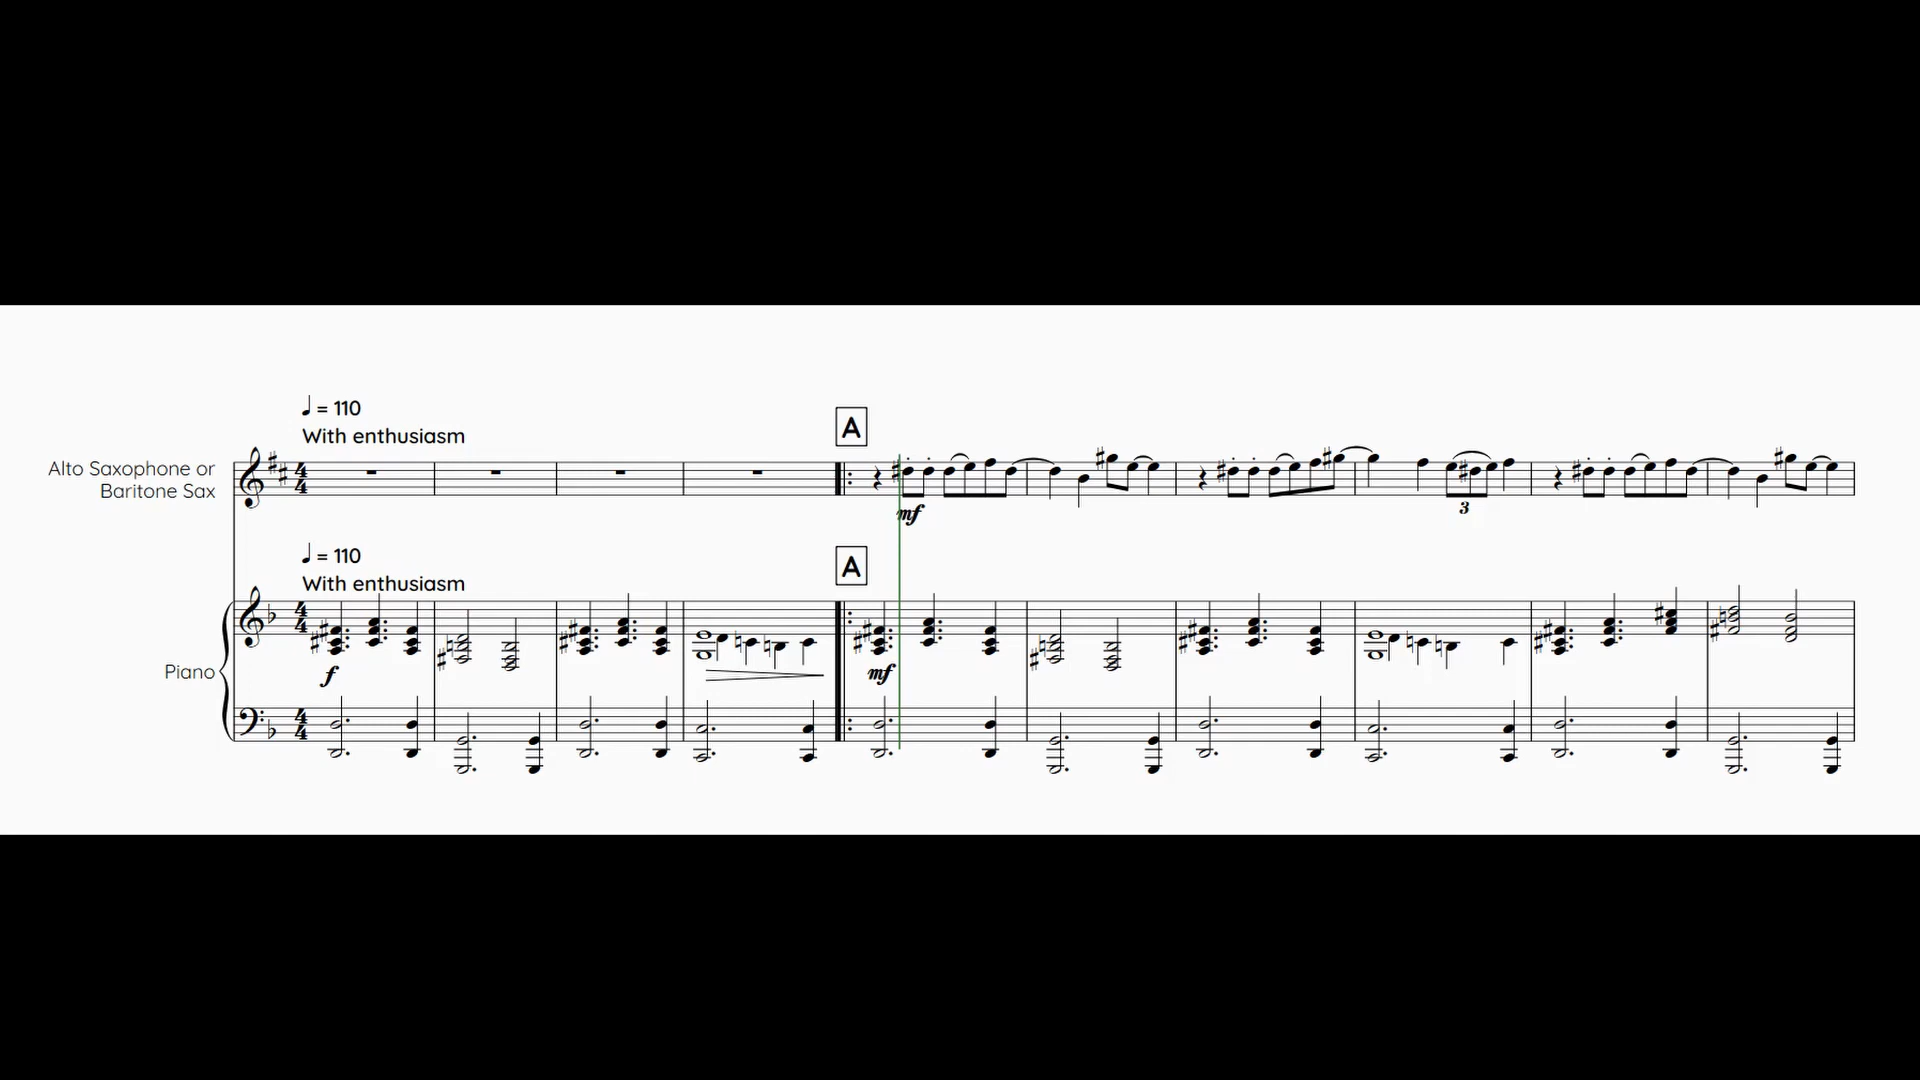 ♩ = 110
With enthusiasm
A
Alto Saxophone or
Baritone Sax
mf
3
♩ = 110
With enthusiasm
A
Piano
f
mf